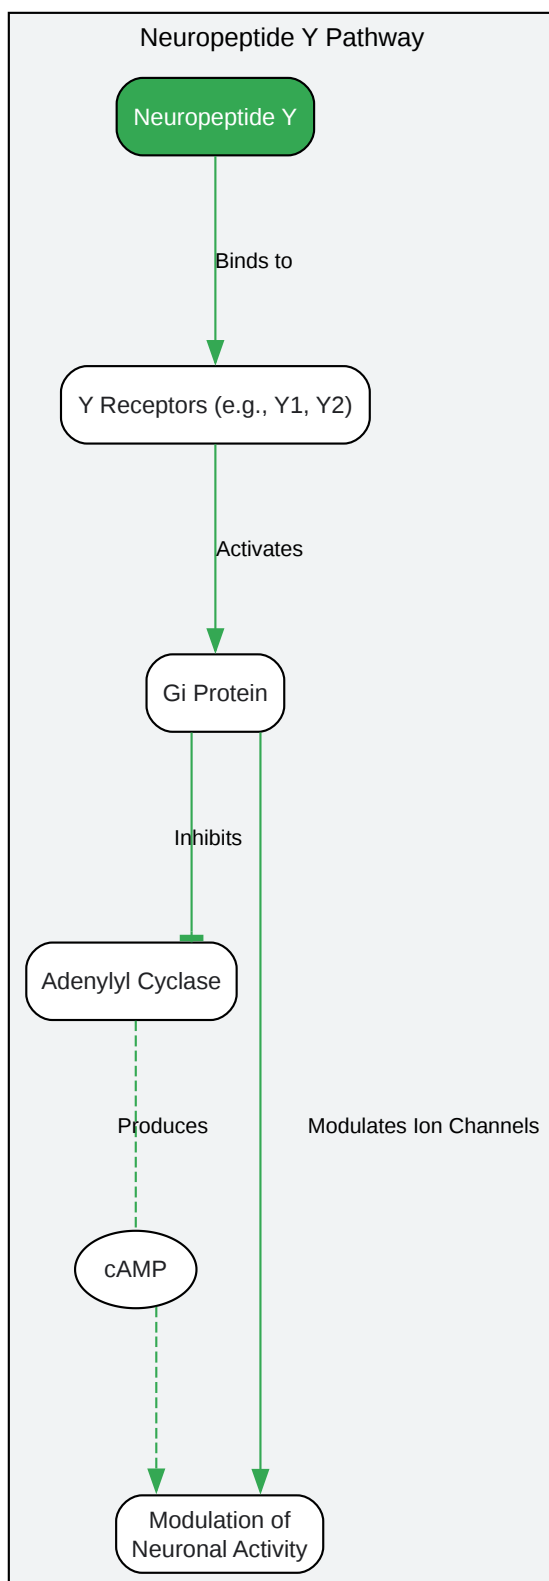 Neuropeptide Y Pathway
Neuropeptide Y
Binds to
Y Receptors (e.g., Y1, Y2)
Activates
Gi Protein
Inhibits
Adenylyl Cyclase
Produces
Modulates Ion Channels
cAMP
Modulation of
Neuronal Activity